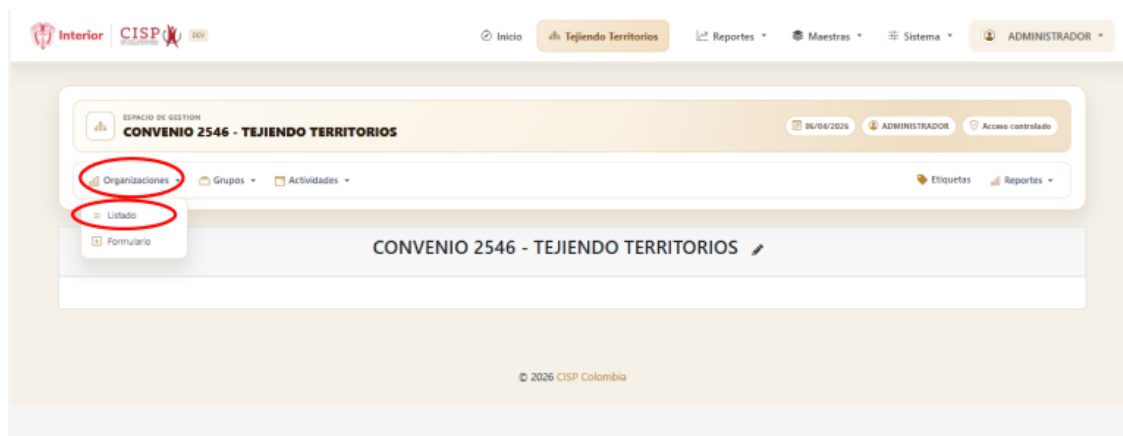 Interior CISP DEV Inicio Tejiendo Territorios Reportes Maestras Sistema ADMINISTRADOR
ESPACIO DE GESTION
CONVENIO 2546 - TEJIENDO TERRITORIOS
06/04/2026 ADMINISTRADOR Acceso controlado
Organizaciones Grupos Actividades Etiquetas Reportes
Listado
Formulario
CONVENIO 2546 - TEJIENDO TERRITORIOS
© 2026 CISP Colombia